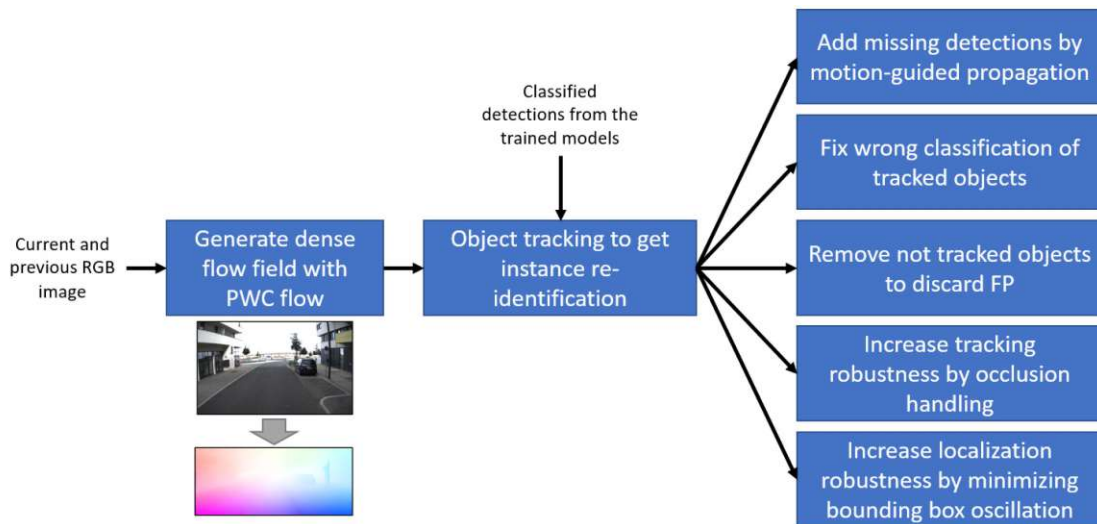 Current and
previous RGB
image
Generate dense
flow field with
PWC flow
Classified
detections from the
trained models
Object tracking to get
instance re-
identification
Add missing detections by
motion-guided propagation
Fix wrong classification of
tracked objects
Remove not tracked objects
to discard FP
Increase tracking
robustness by occlusion
handling
Increase localization
robustness by minimizing
bounding box oscillation